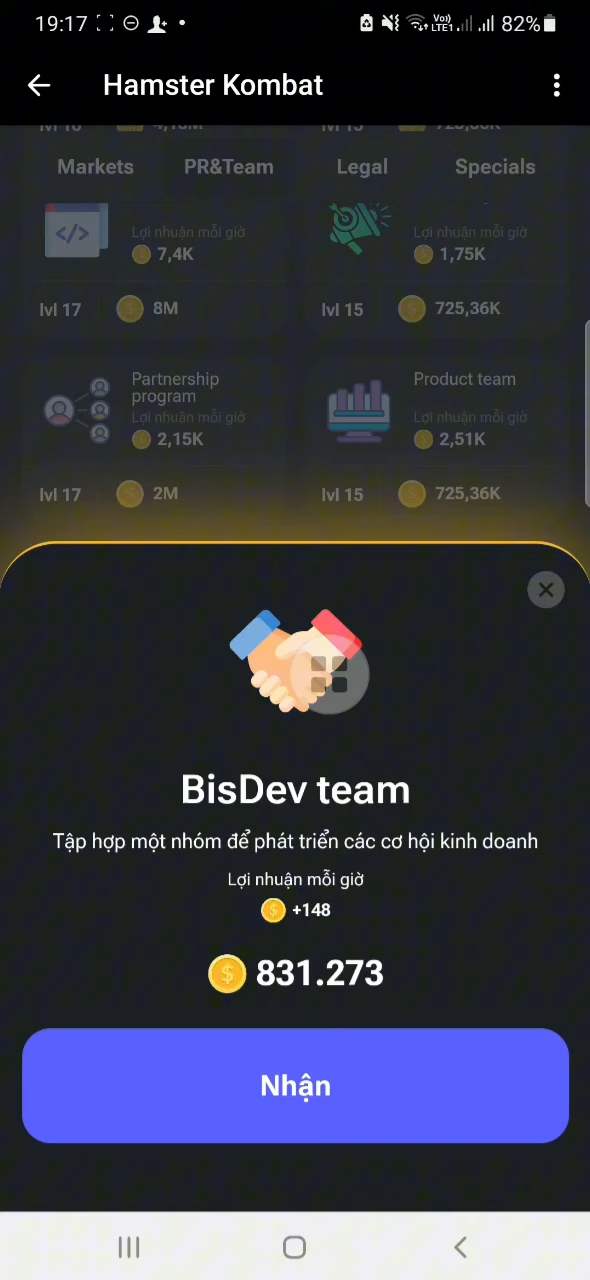 19:17
Vo))
LTE1
82%
Hamster Kombat
Markets
PR&Team
Legal
Specials
Lợi nhuận mỗi giờ
7,4K
lvl 17
8M
Lợi nhuận mỗi giờ
1,75K
lvl 15
725,36K
Partnership
program
Lợi nhuận mỗi giờ
2,15K
lvl 17
2M
Product team
Lợi nhuận mỗi giờ
2,51K
lvl 15
725,36K
BisDev team
Tập hợp một nhóm để phát triển các cơ hội kinh doanh
Lợi nhuận mỗi giờ
+148
831.273
Nhận